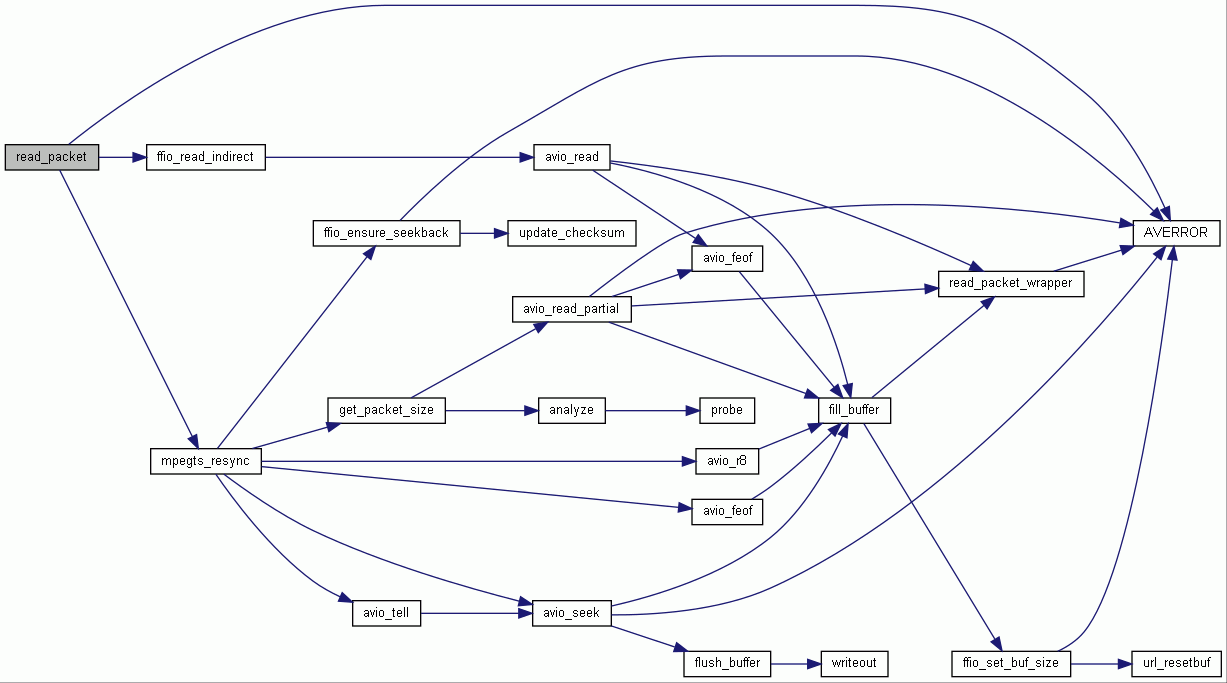 read_packet
ffio_read_indirect
avio_read
ffio_ensure_seekback
update_checksum
AVERROR
avio_feof
read_packet_wrapper
avio_read_partial
get_packet_size
analyze
probe
fill_buffer
mpegts_resync
avio_r8
avio_feof
avio_tell
avio_seek
flush_buffer
writeout
ffio_set_buf_size
url_resetbuf